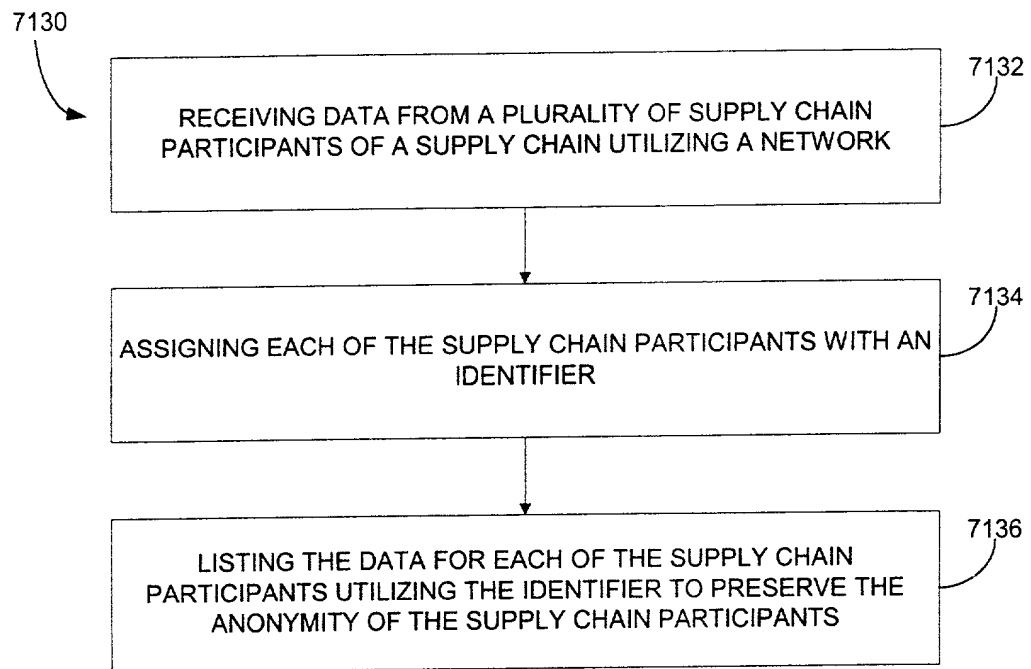 7130
7132
RECEIVING DATA FROM A PLURALITY OF SUPPLY CHAIN
PARTICIPANTS OF A SUPPLY CHAIN UTILIZING A NETWORK
7134
ASSIGNING EACH OF THE SUPPLY CHAIN PARTICIPANTS WITH AN
IDENTIFIER
7136
LISTING THE DATA FOR EACH OF THE SUPPLY CHAIN
PARTICIPANTS UTILIZING THE IDENTIFIER TO PRESERVE THE
ANONYMITY OF THE SUPPLY CHAIN PARTICIPANTS